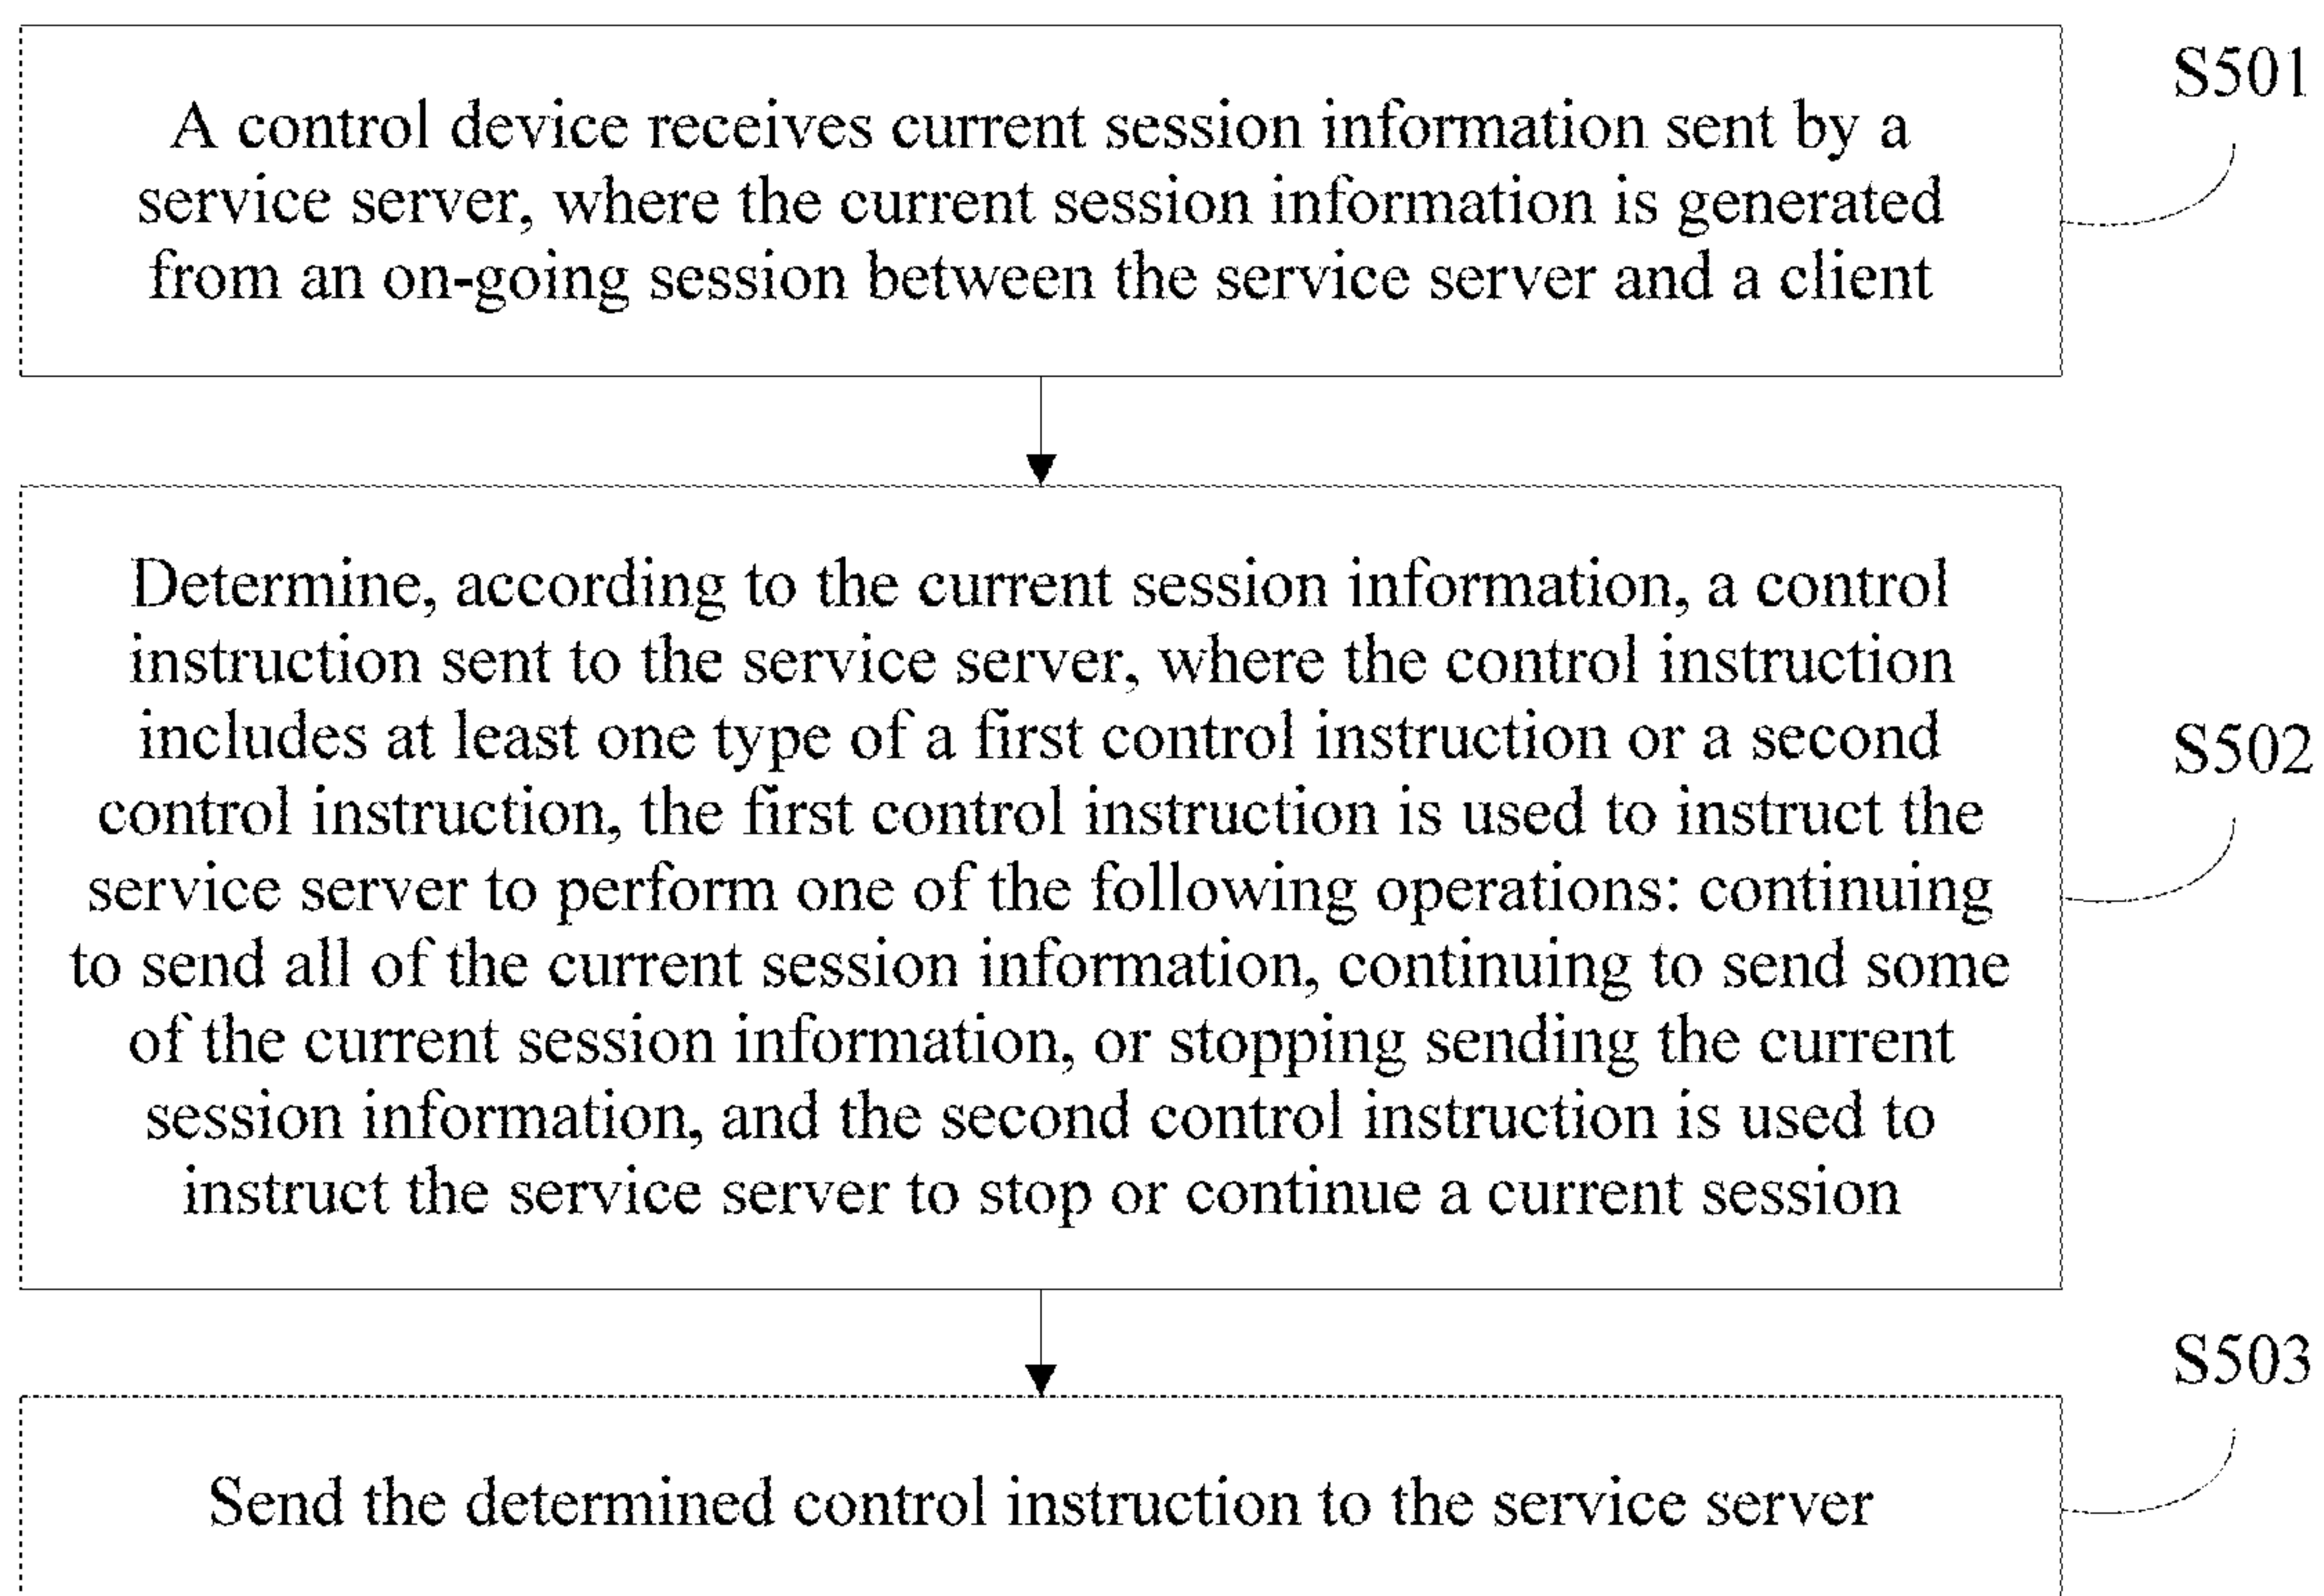 A control device receives current session information sent by a
service server, where the current session information is generated
from an on-going session between the service server and a client
S501
Determine, according to the current session information, a control
instruction sent to the service server, where the control instruction
includes at least one type of a first control instruction or a second
control instruction, the first control instruction is used to instruct the
service server to perform one of the following operations: continuing
to send all of the current session information, continuing to send some
of the current session information, or stopping sending the current
session information, and the second control instruction is used to
instruct the service server to stop or continue a current session
S502
Send the determined control instruction to the service server
S503